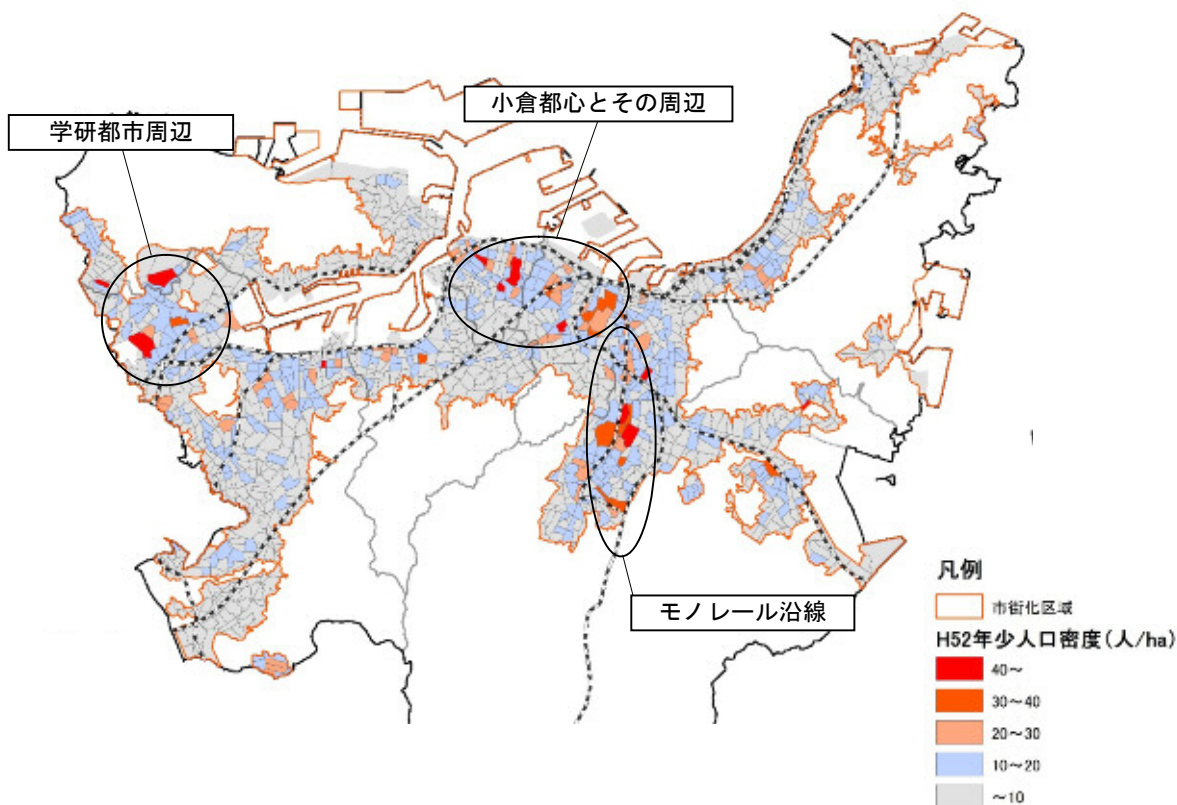 小倉都心とその周辺
学研都市周辺
モノレール沿線
凡例
市街化区域
H52年少人口密度(人/ha)
40～
30～40
20～30
10～20
～10